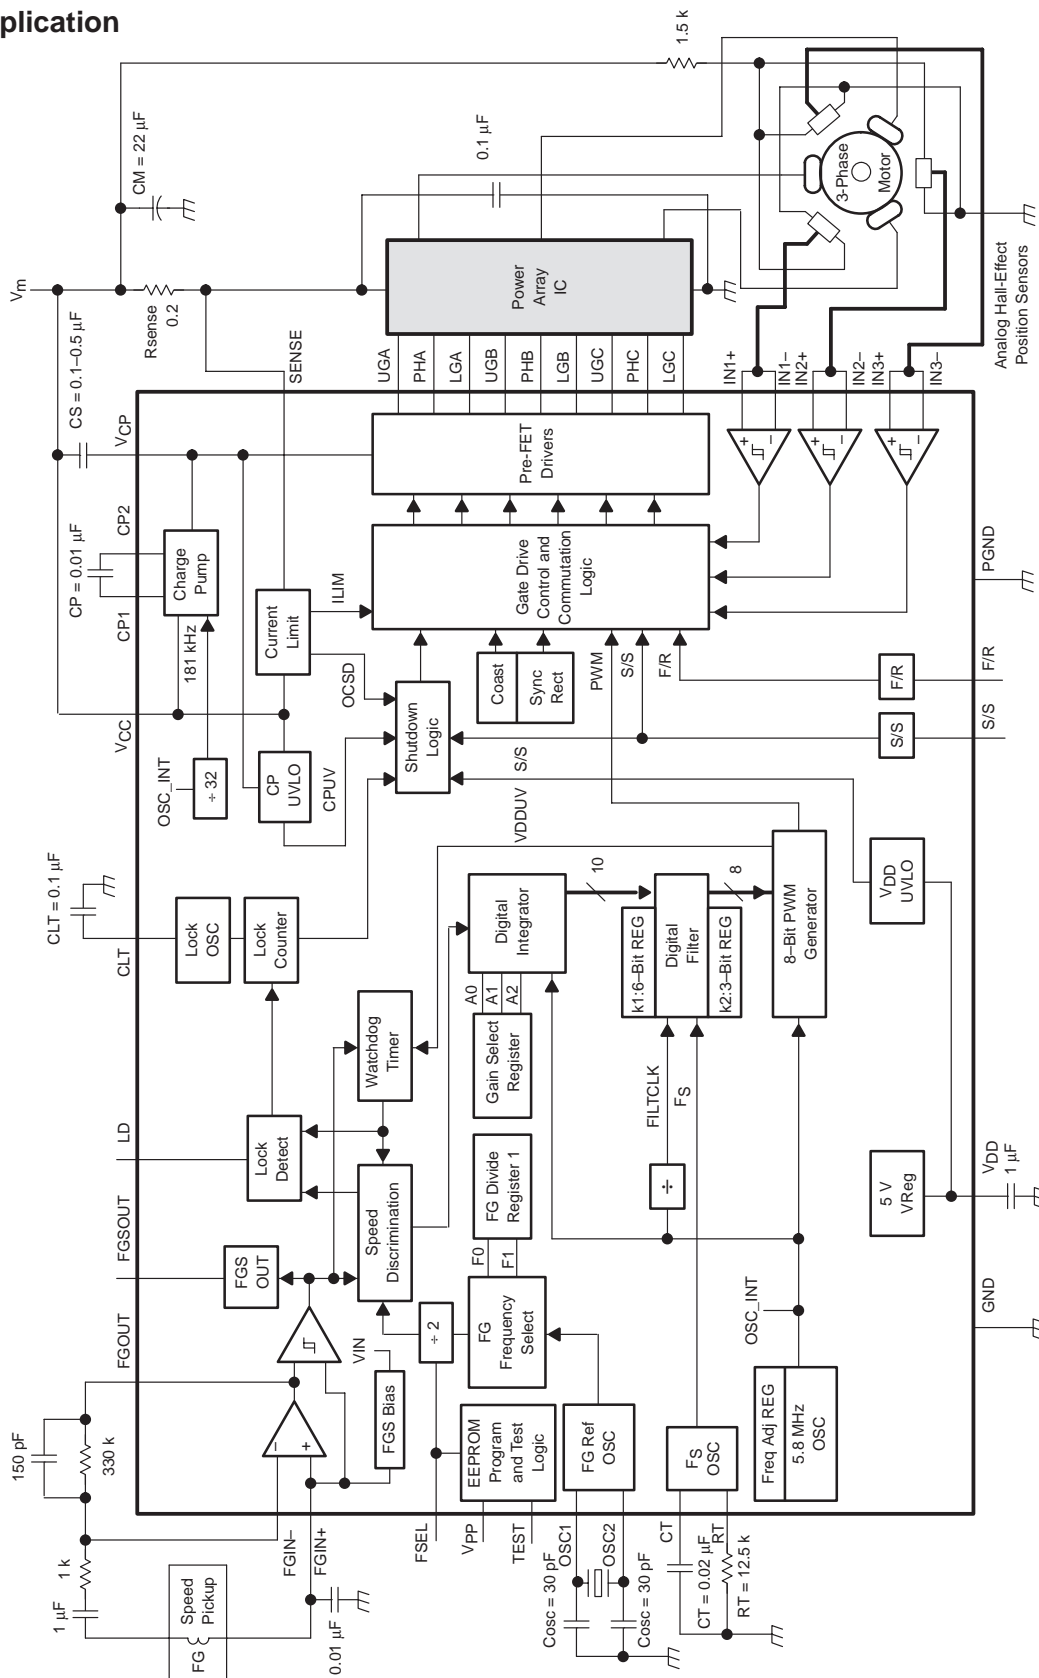 plication
1.5 k
CM = 22 µF
0.1 µF
3-Phase
Motor
Vm
Rsense
0.2
Power
Array
IC
Analog Hall-Effect
Position Sensors
CS = 0.1–0.5 µF
SENSE
UGA
PHA
LGA
UGB
PHB
LGB
UGC
PHC
LGC
IN1+
IN1–
IN2+
IN2–
IN3+
IN3–
VCP
Pre-FET
Drivers
+
–
+
–
+
–
CP2
CP = 0.01 µF
CP1
Charge
Pump
181 kHz
Current
Limit
ILIM
Gate Drive
Control and
Commutation
Logic
PGND
VCC
OSC_INT
÷ 32
CP
UVLO
CPUV
OCSD
Shutdown
Logic
Coast
Sync
Rect
PWM
S/S
F/R
F/R
F/R
S/S
S/S
S/S
VDDUV
CLT = 0.1 µF
CLT
Lock
OSC
Lock
Counter
Digital
Integrator
10
k1:6–Bit REG
Digital
Filter
k2:3–Bit REG
8
8–Bit PWM
Generator
VDD
UVLO
A0
A1
A2
Gain Select
Register
Watchdog
Timer
FILTCLK
FS
LD
Lock
Detect
Speed
Discrimination
FG Divide
Register 1
÷
5 V
VReg
VDD
1 µF
FGSOUT
FGS
OUT
F0
F1
FG
Frequency
Select
÷ 2
OSC_INT
GND
FGOUT
VIN
FGS Bias
–
+
150 pF
330 k
EEPROM
Program
and Test
Logic
FG Ref
OSC
FS
OSC
Freq Adj REG
5.8 MHz
OSC
FGIN–
FGIN+
FSEL
VPP
TEST
OSC1
OSC2
CT
RT
1 k
1 µF
Speed
Pickup
FG
0.01 µF
Cosc = 30 pF
Cosc = 30 pF
CT = 0.02 µF
RT = 12.5 k